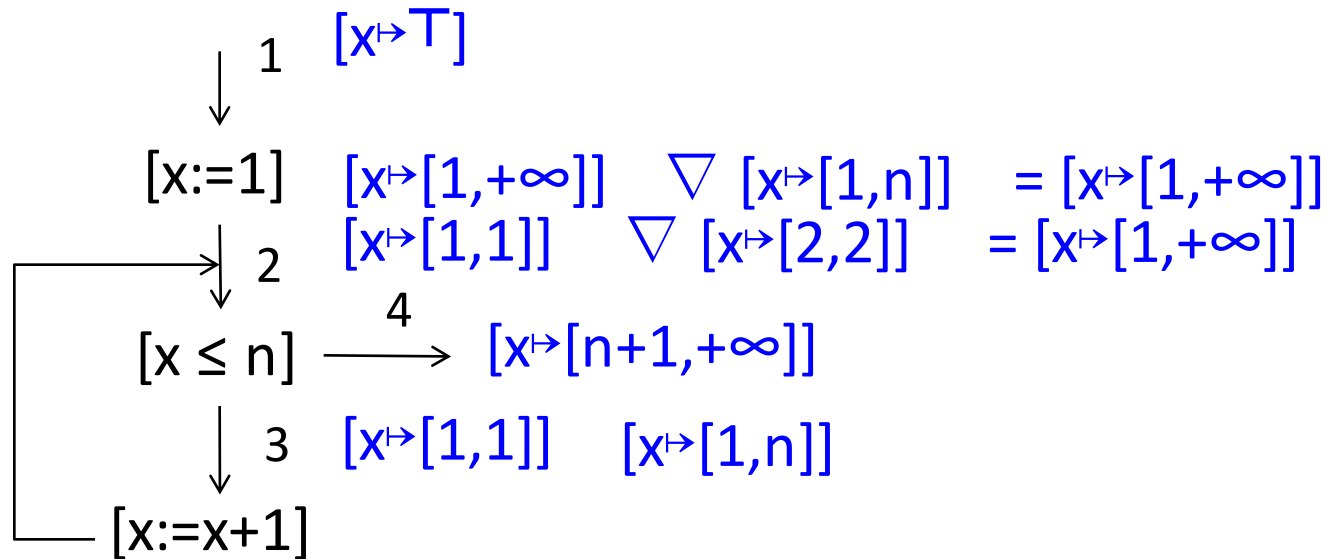 1 [x↦⊤]
[x:=1] [x↦[1,+∞]] ▽ [x↦[1,n]] = [x↦[1,+∞]]
[x↦[1,1]] ▽ [x↦[2,2]] = [x↦[1,+∞]]
2
4
[x ≤ n] [x↦[n+1,+∞]]
3 [x↦[1,1]] [x↦[1,n]]
[x:=x+1]